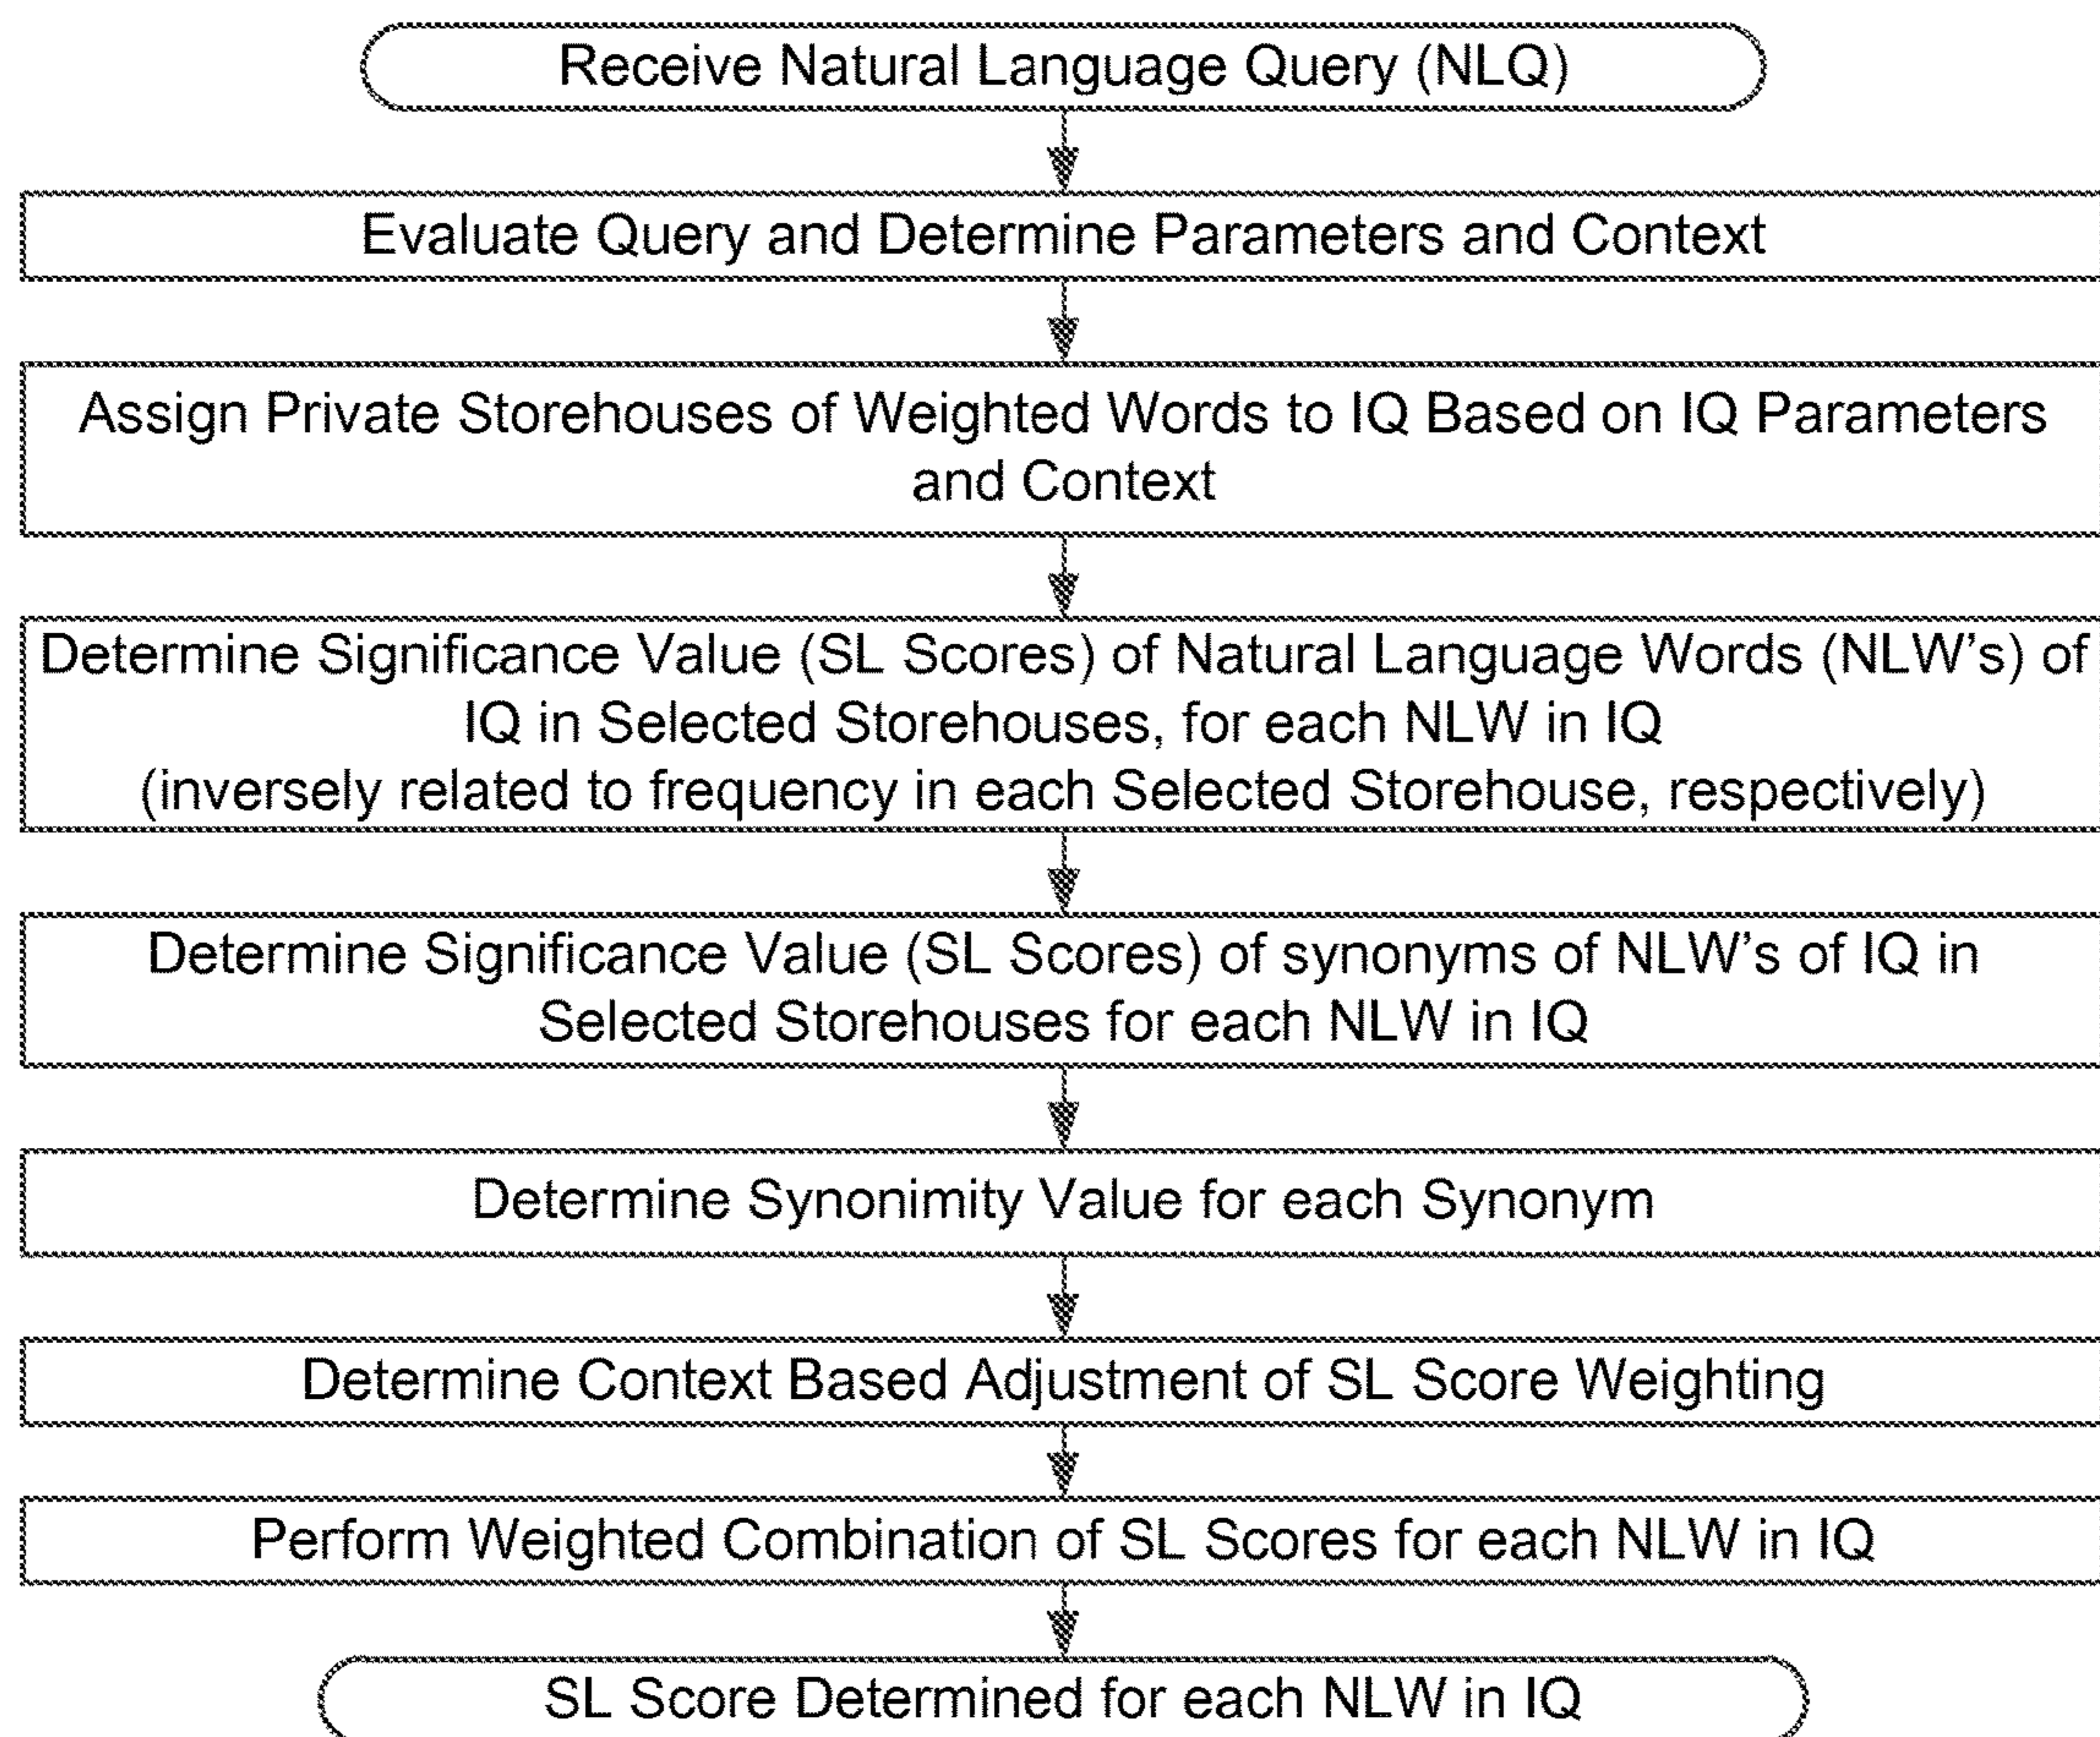 Receive Natural Language Query (NLQ)
Evaluate Query and Determine Parameters and Context
Assign Private Storehouses of Weighted Words to IQ Based on IQ Parameters
and Context
Determine Significance Value (SL Scores) of Natural Language Words (NLW's) of
IQ in Selected Storehouses, for each NLW in IQ
(inversely related to frequency in each Selected Storehouse, respectively)
Determine Significance Value (SL Scores) of synonyms of NLW's of IQ in
Selected Storehouses for each NLW in IQ
Determine Synonimity Value for each Synonym
Determine Context Based Adjustment of SL Score Weighting
Perform Weighted Combination of SL Scores for each NLW in IQ
SL Score Determined for each NLW in IQ